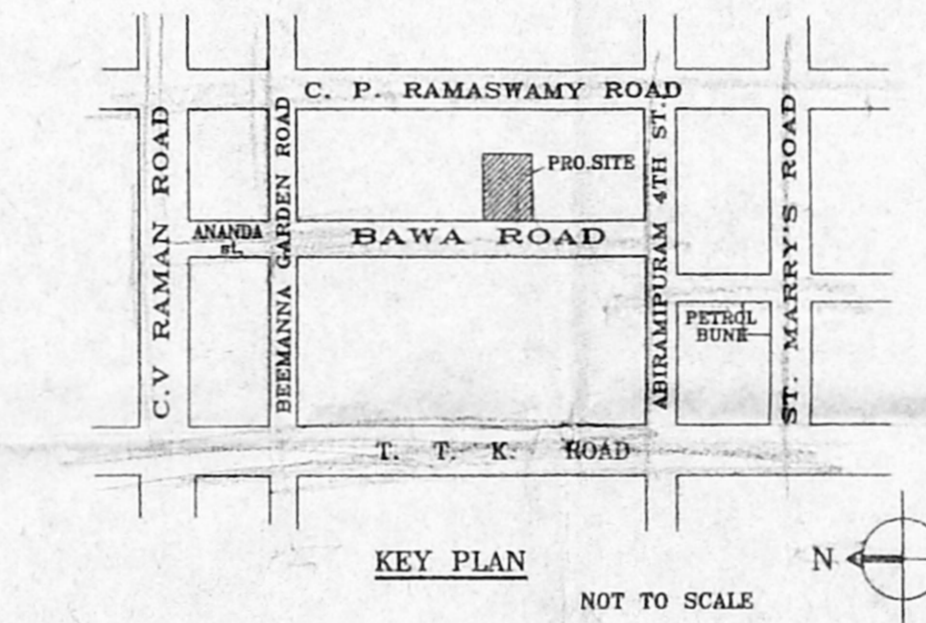 C. P. RAMASWAMY ROAD
C.V RAMAN ROAD
BEEMANNA GARDEN ROAD
ABIRAMIPURAM 4TH ST.
ST. MARRY'S ROAD
PRO.SITE
ANANDA
st.
BAWA ROAD
PETROL
BUNK
T. T. K. ROAD
KEY PLAN
N
NOT TO SCALE